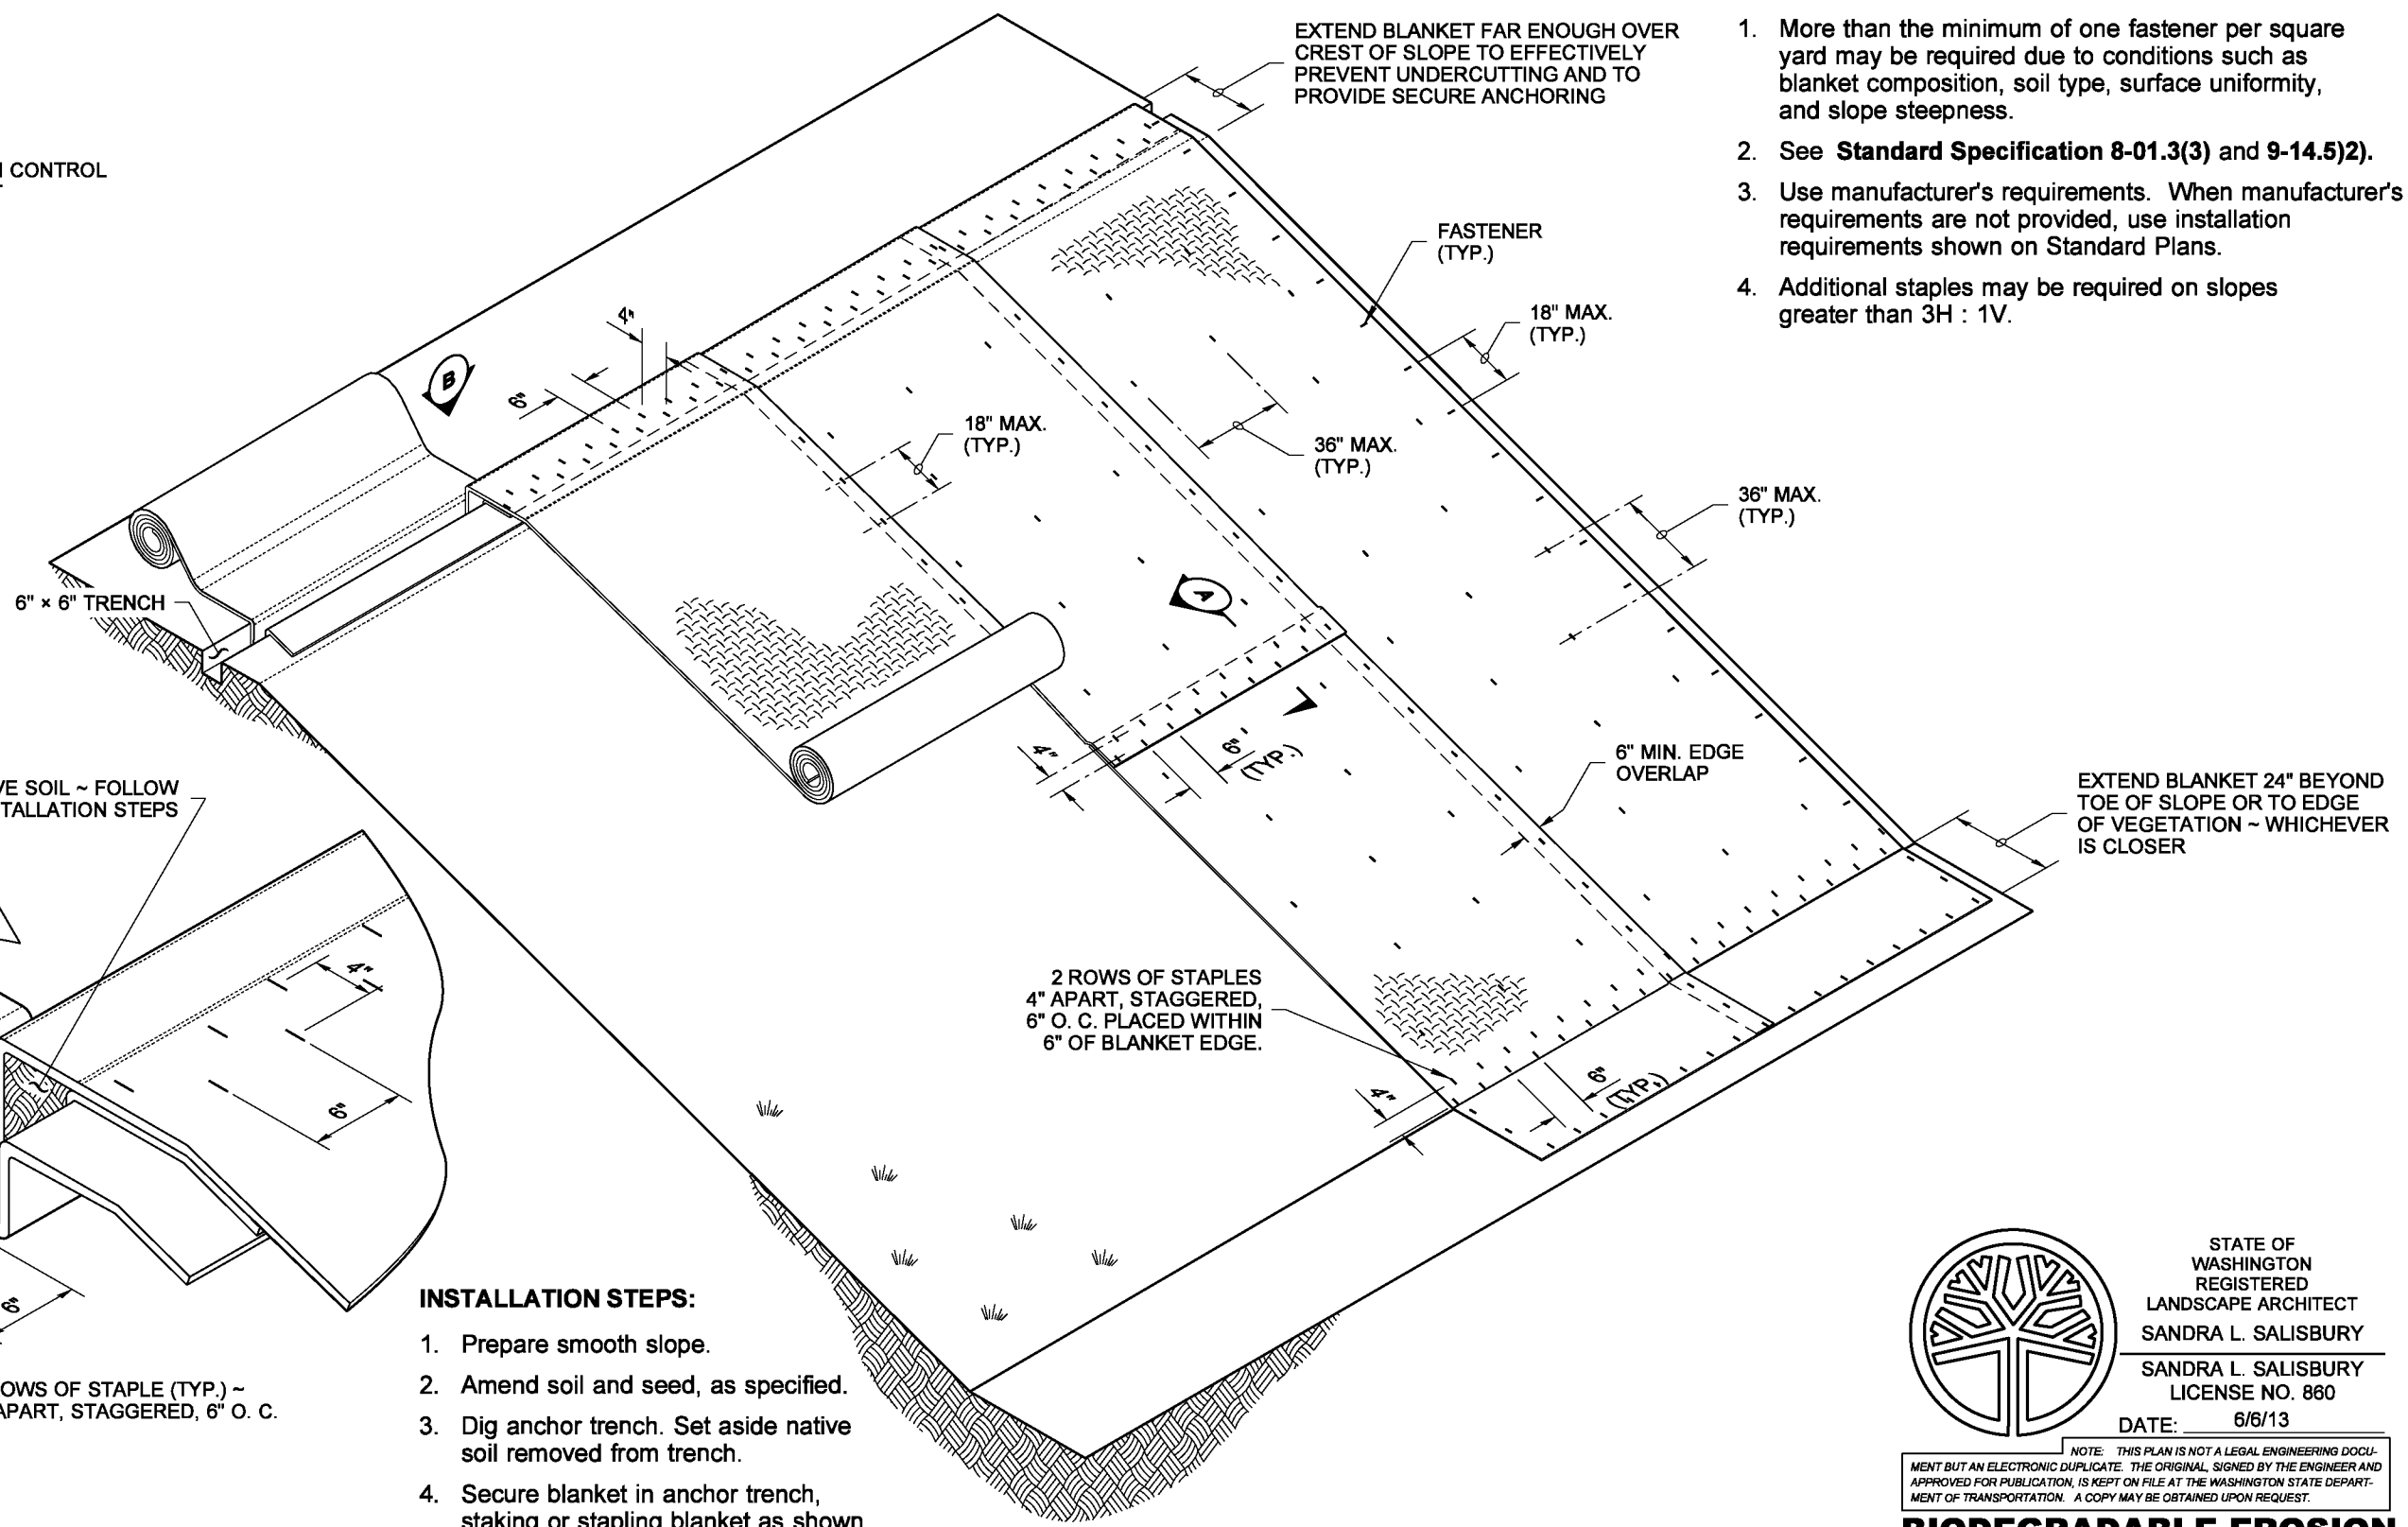 EXTEND BLANKET FAR ENOUGH OVER
CREST OF SLOPE TO EFFECTIVELY
PREVENT UNDERCUTTING AND TO
PROVIDE SECURE ANCHORING
1. More than the minimum of one fastener per square
yard may be required due to conditions such as
blanket composition, soil type, surface uniformity,
and slope steepness.
2. See Standard Specification 8-01.3(3) and 9-14.5)2).
3. Use manufacturer's requirements. When manufacturer's
requirements are not provided, use installation
requirements shown on Standard Plans.
4. Additional staples may be required on slopes
greater than 3H : 1V.
CONTROL
FASTENER
(TYP.)
18" MAX.
(TYP.)
4"
B
6"
18" MAX.
(TYP.)
36" MAX.
(TYP.)
36" MAX.
(TYP.)
6" × 6" TRENCH
A
4"
6"
(TYP.)
6" MIN. EDGE
OVERLAP
EXTEND BLANKET 24" BEYOND
TOE OF SLOPE OR TO EDGE
OF VEGETATION ~ WHICHEVER
IS CLOSER
VE SOIL ~ FOLLOW
TALLATION STEPS
4"
6"
2 ROWS OF STAPLES
4" APART, STAGGERED,
6" O. C. PLACED WITHIN
6" OF BLANKET EDGE.
4"
6"
(TYP.)
6"
OWS OF STAPLE (TYP.) ~
APART, STAGGERED, 6" O. C.
INSTALLATION STEPS:
1. Prepare smooth slope.
2. Amend soil and seed, as specified.
3. Dig anchor trench. Set aside native
soil removed from trench.
4. Secure blanket in anchor trench,
staking or stapling blanket as shown
STATE OF
WASHINGTON
REGISTERED
LANDSCAPE ARCHITECT
SANDRA L. SALISBURY
SANDRA L. SALISBURY
LICENSE NO. 860
DATE: 6/6/13
NOTE: THIS PLAN IS NOT A LEGAL ENGINEERING DOCU-
MENT BUT AN ELECTRONIC DUPLICATE. THE ORIGINAL, SIGNED BY THE ENGINEER AND
APPROVED FOR PUBLICATION, IS KEPT ON FILE AT THE WASHINGTON STATE DEPART-
MENT OF TRANSPORTATION. A COPY MAY BE OBTAINED UPON REQUEST.
BIODEGRADABLE EROSION